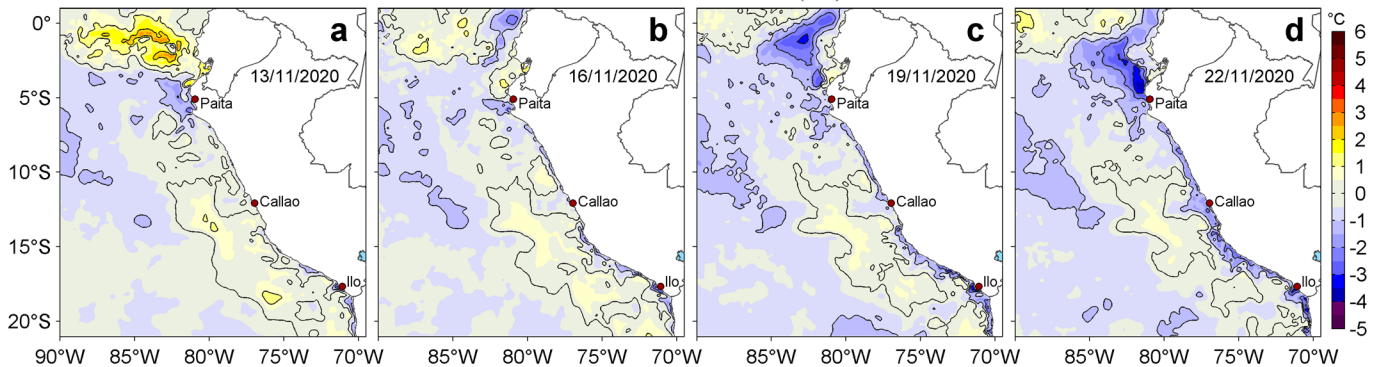 a b c d °C
0° 6
13/11/2020 16/11/2020 19/11/2020 22/11/2020 5
4
5°S Paita Paita Paita Paita 3
2
1
10°S 0
Callao Callao Callao Callao -1
15°S -2
-3
Ilo Ilo Ilo Ilo -4
20°S -5
90°W 85°W 80°W 75°W 70°W 85°W 80°W 75°W 70°W 85°W 80°W 75°W 70°W 85°W 80°W 75°W 70°W